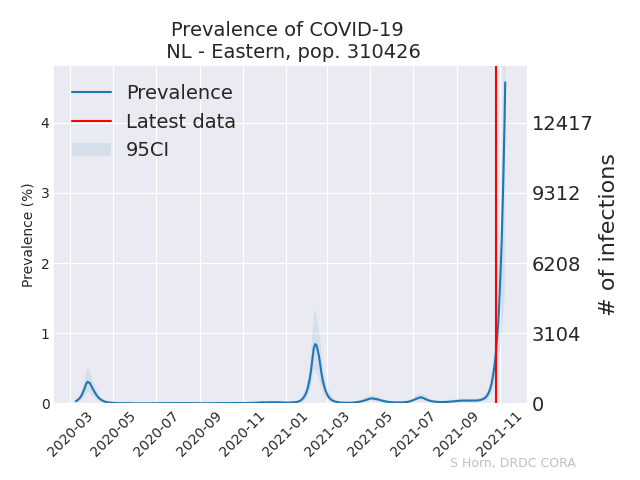 Prevalence of COVID-19
NL - Eastern, pop. 310426
Prevalence
Latest data
95CI
Prevalence (%)
4
3
2
1
0
12417
9312
6208
3104
0
# of infections
2020-03
2020-05
2020-07
2020-09
2020-11
2021-01
2021-03
2021-05
2021-07
2021-09
2021-11
S Horn, DRDC CORA